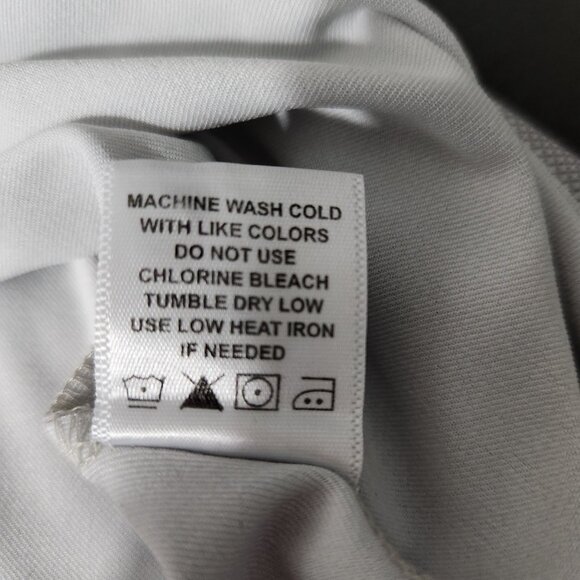 MACHINE WASH COLD
WITH LIKE COLORS
DO NOT USE
CHLORINE BLEACH
TUMBLE DRY LOW
USE LOW HEAT IRON
IF NEEDED